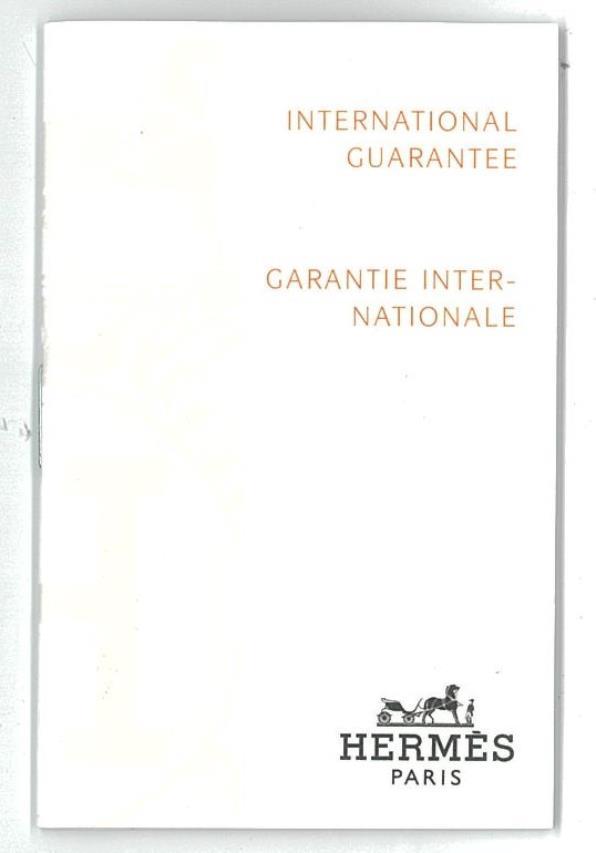 INTERNATIONAL
GUARANTEE
GARANTIE INTER-
NATIONALE
HERMÈS
PARIS